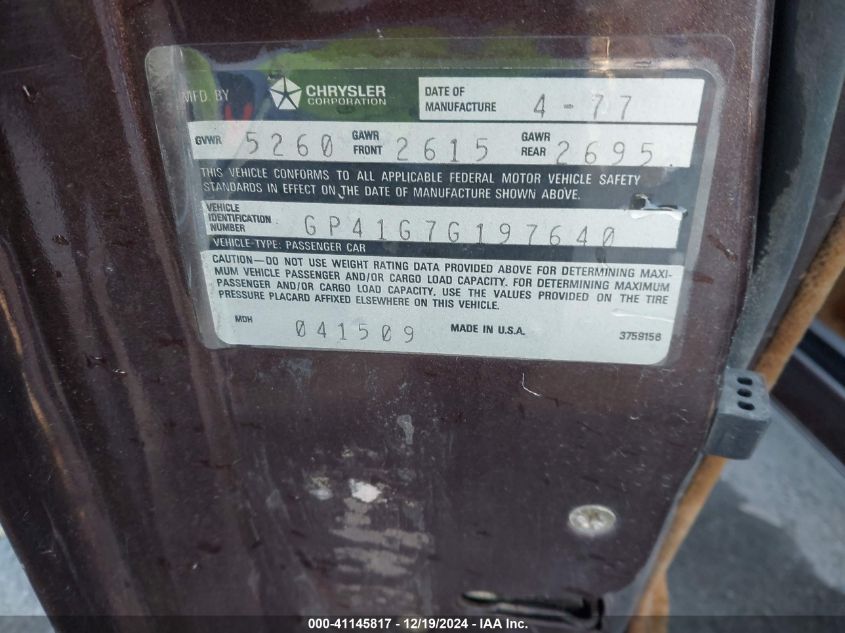 MFD. BY CHRYSLER CORPORATION DATE OF MANUFACTURE 4-77
GVWR 5260 GAWR FRONT 2615 GAWR REAR 2695
THIS VEHICLE CONFORMS TO ALL APPLICABLE FEDERAL MOTOR VEHICLE SAFETY
STANDARDS IN EFFECT ON THE DATE OF MANUFACTURE SHOWN ABOVE.
VEHICLE IDENTIFICATION NUMBER GP41G7G197640
VEHICLE-TYPE: PASSENGER CAR
CAUTION—DO NOT USE WEIGHT RATING DATA PROVIDED ABOVE FOR DETERMINING MAXI-
MUM VEHICLE PASSENGER AND/OR CARGO LOAD CAPACITY. FOR DETERMINING MAXIMUM
PASSENGER AND/OR CARGO LOAD CAPACITY, USE THE VALUES PROVIDED ON THE TIRE
PRESSURE PLACARD AFFIXED ELSEWHERE ON THIS VEHICLE.
MDH 041509 MADE IN U.S.A. 3759156
000-41145817 - 12/19/2024 - IAA Inc.